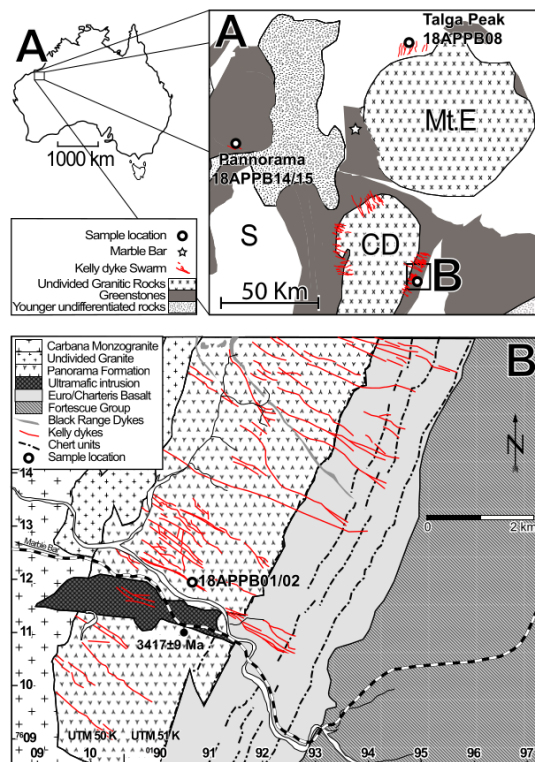 A
1000 km
Sample location
Marble Bar
Kelly dyke Swarm
Undivided Granitic Rocks
Greenstones
Younger undifferentiated rocks
A
Talga Peak
18APPB08
Mt.E
Pannorama
18APPB14/15
S
CD
B
50 Km
B
Carbana Monzogranite
Undivided Granite
Panorama Formation
Ultramafic intrusion
Euro/Charteris Basalt
Fortescue Group
Black Range Dykes
Kelly dykes
Chert units
Sample location
N
0 2 km
14
13
Marble Bar
12
18APPB01/02
11
3417±9 Ma
10
7609
UTM 50 K UTM 51 K
09 10 0190 91 92 93 94 95 96 97